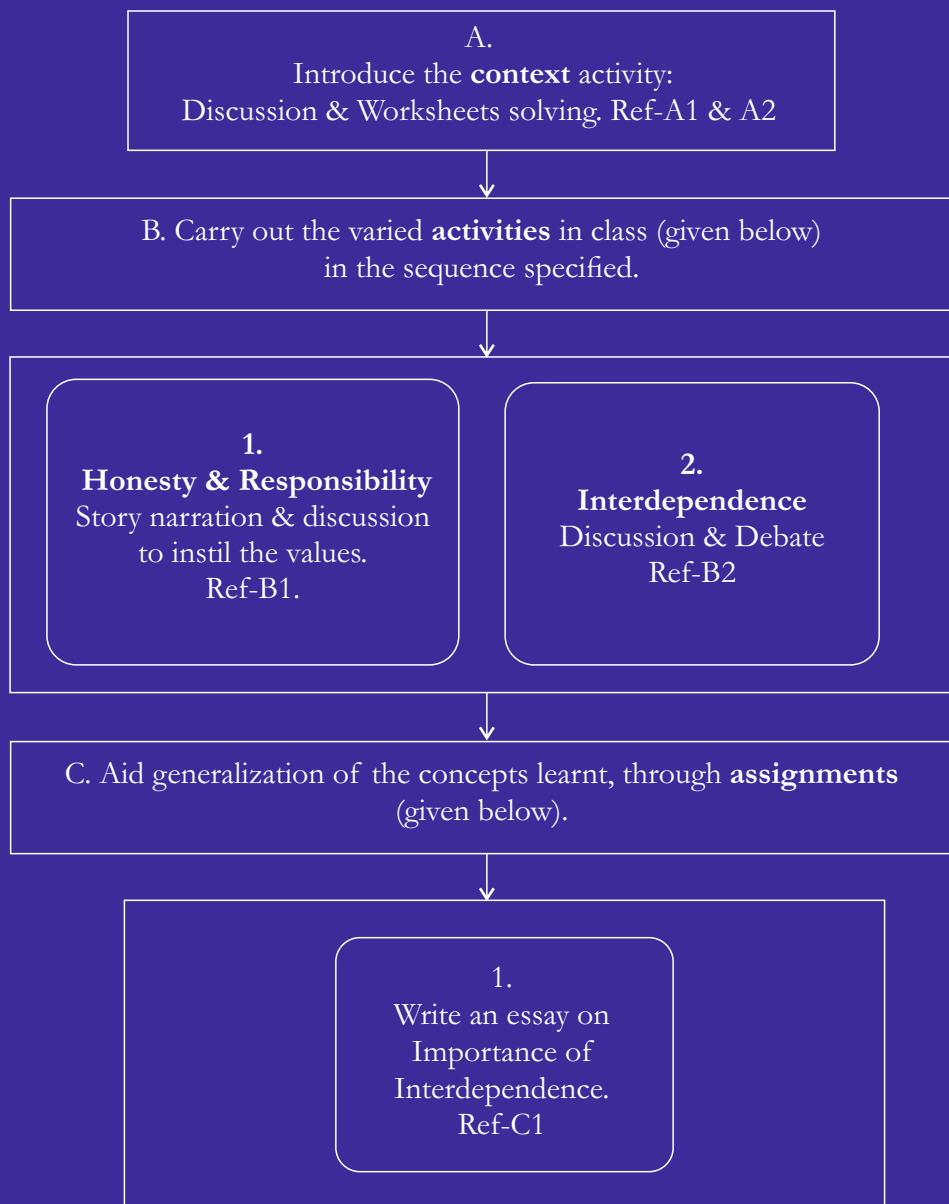 A.
Introduce the context activity:
Discussion & Worksheets solving. Ref-A1 & A2
B. Carry out the varied activities in class (given below)
in the sequence specified.
1.
Honesty & Responsibility
Story narration & discussion
to instil the values.
Ref-B1.
2.
Interdependence
Discussion & Debate
Ref-B2
C. Aid generalization of the concepts learnt, through assignments
(given below).
1.
Write an essay on
Importance of
Interdependence.
Ref-C1